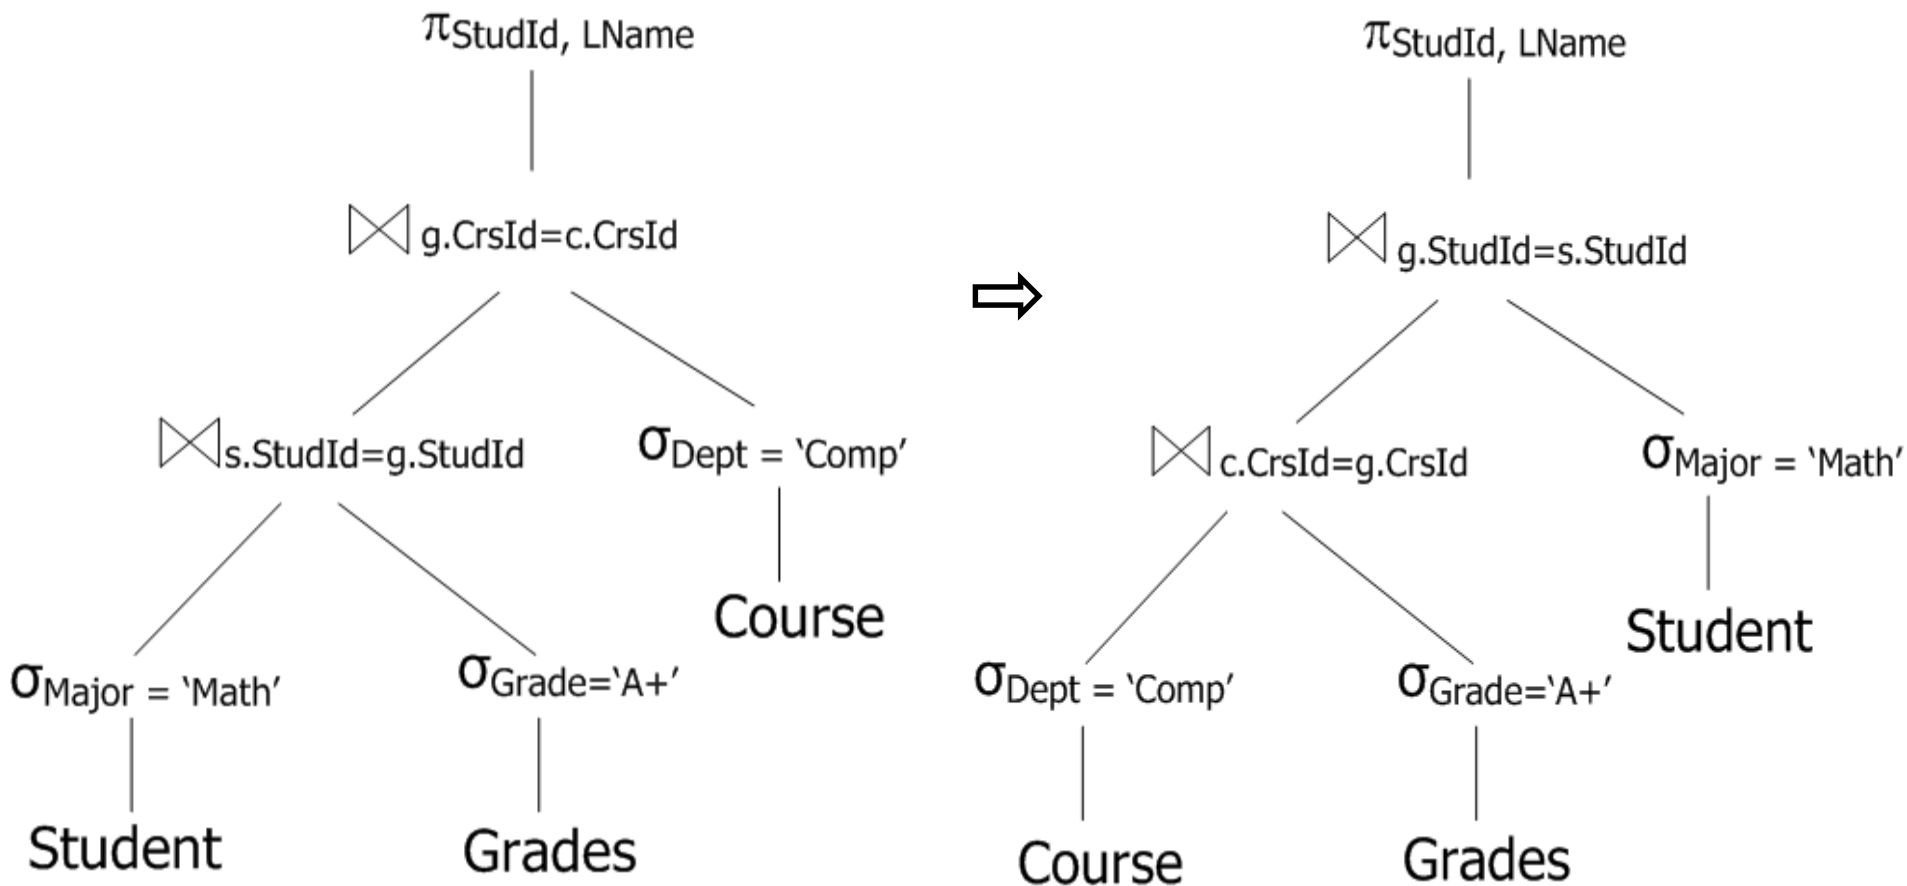 πStudId, LName
⋈ g.CrsId=c.CrsId
⋈s.StudId=g.StudId
σDept = ‘Comp’
Course
σMajor = ‘Math’
σGrade=‘A+’
Student
Grades
⇨
πStudId, LName
⋈ g.StudId=s.StudId
⋈ c.CrsId=g.CrsId
σMajor = ‘Math’
Student
σDept = ‘Comp’
σGrade=‘A+’
Course
Grades